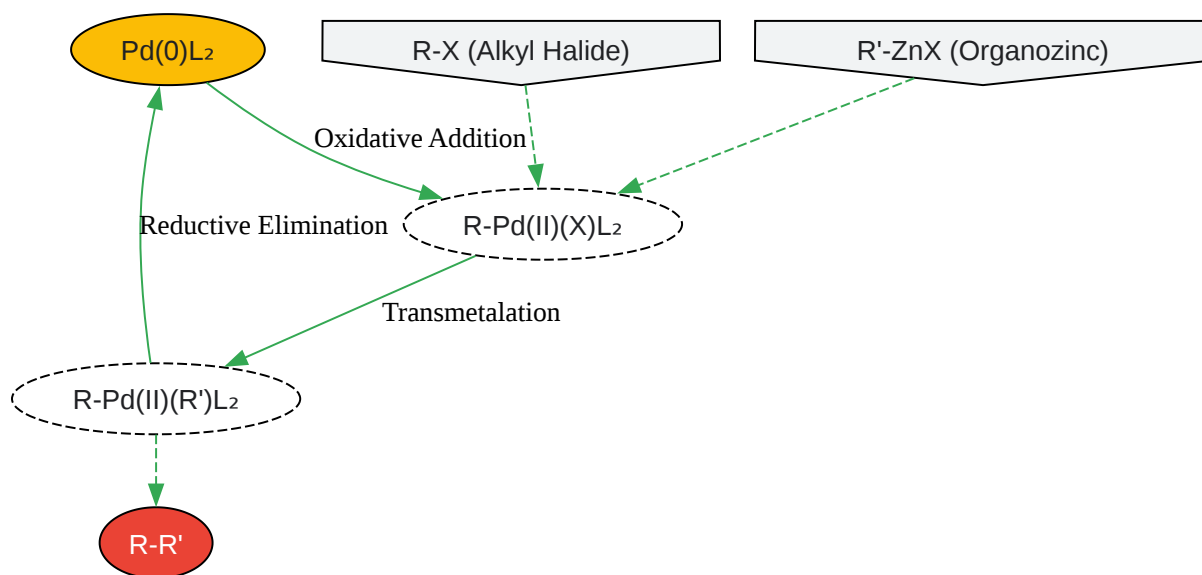 Pd(0)L₂
R-X (Alkyl Halide)
R'-ZnX (Organozinc)
Oxidative Addition
Reductive Elimination
R-Pd(II)(X)L₂
Transmetalation
R-Pd(II)(R')L₂
R-R'